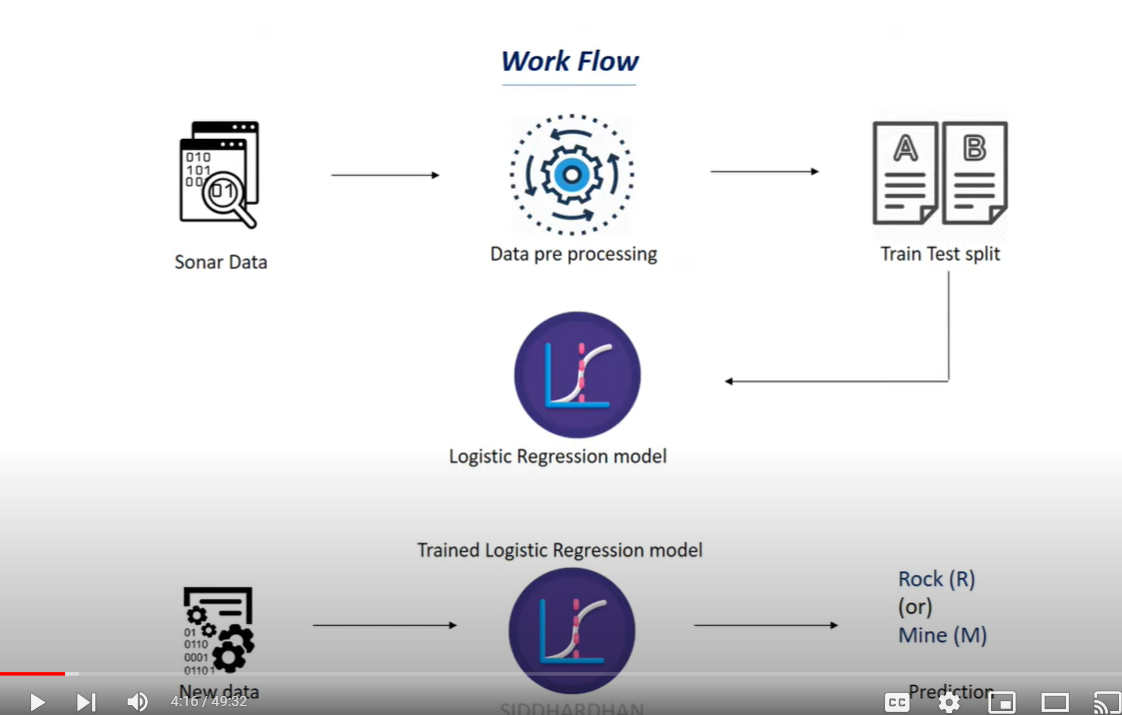 Work Flow
010
101
00
01
A
B
Sonar Data
Data pre processing
Train Test split
Logistic Regression model
Trained Logistic Regression model
01
0110
0001
01101
Rock (R)
(or)
Mine (M)
New data
Prediction
4:16 / 49:32
CC
SIDDHARDHAN